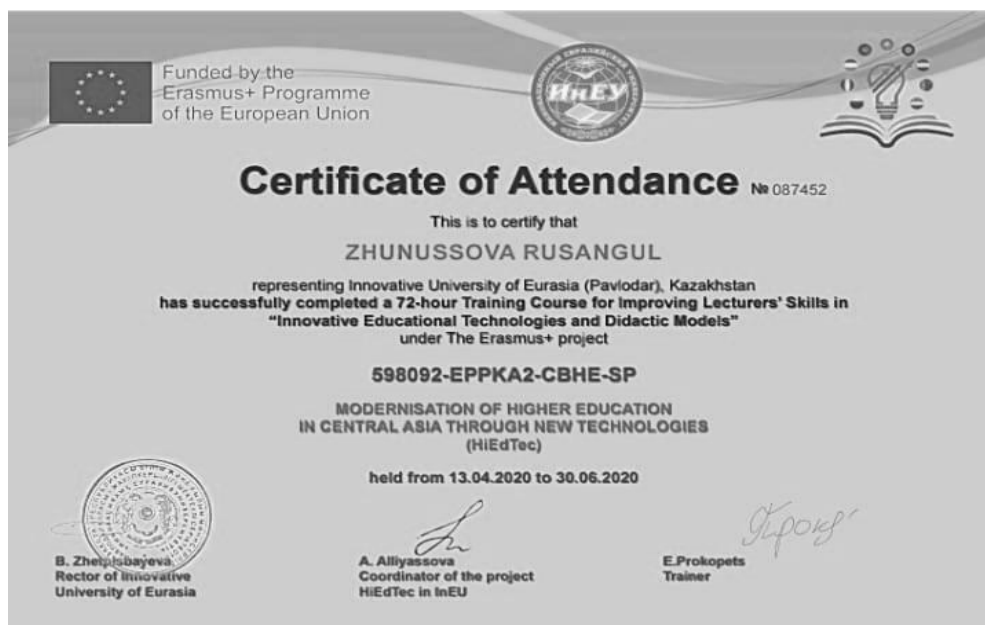 Funded by the
Erasmus+ Programme
of the European Union
ИнЕУ
Certificate of Attendance № 087452
This is to certify that
ZHUNUSSOVA RUSANGUL
representing Innovative University of Eurasia (Pavlodar), Kazakhstan
has successfully completed a 72-hour Training Course for Improving Lecturers' Skills in
“Innovative Educational Technologies and Didactic Models”
under The Erasmus+ project
598092-EPPKA2-CBHE-SP
MODERNISATION OF HIGHER EDUCATION
IN CENTRAL ASIA THROUGH NEW TECHNOLOGIES
(HiEdTec)
held from 13.04.2020 to 30.06.2020
B. Zhetpisbayeva,
Rector of Innovative
University of Eurasia
A. Alliyassova
Coordinator of the project
HiEdTec in InEU
E.Prokopets
Trainer